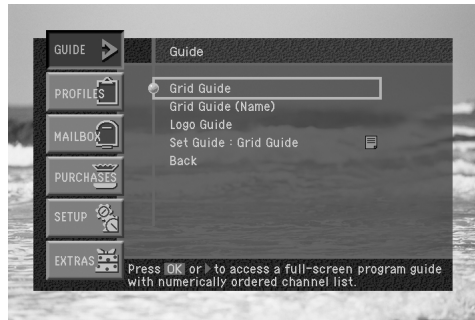 GUIDE
PROFILES
MAILBOX
PURCHASES
SETUP
EXTRAS
Guide
Grid Guide
Grid Guide (Name)
Logo Guide
Set Guide : Grid Guide
Back
Press OK or to access a full-screen program guide
with numerically ordered channel list.